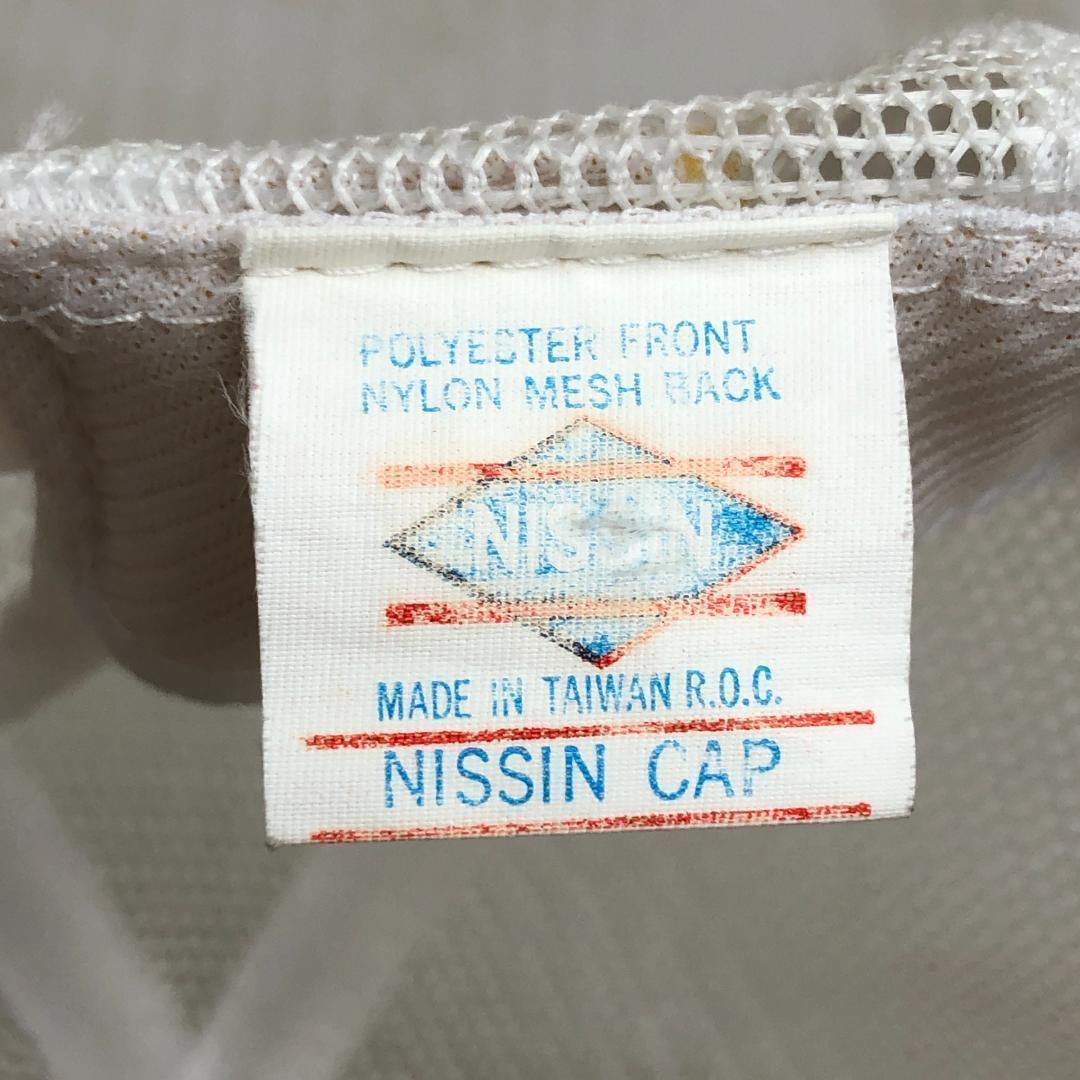 POLYESTER FRONT
NYLON MESH BACK
NISSIN
MADE IN TAIWAN R.O.C.
NISSIN CAP